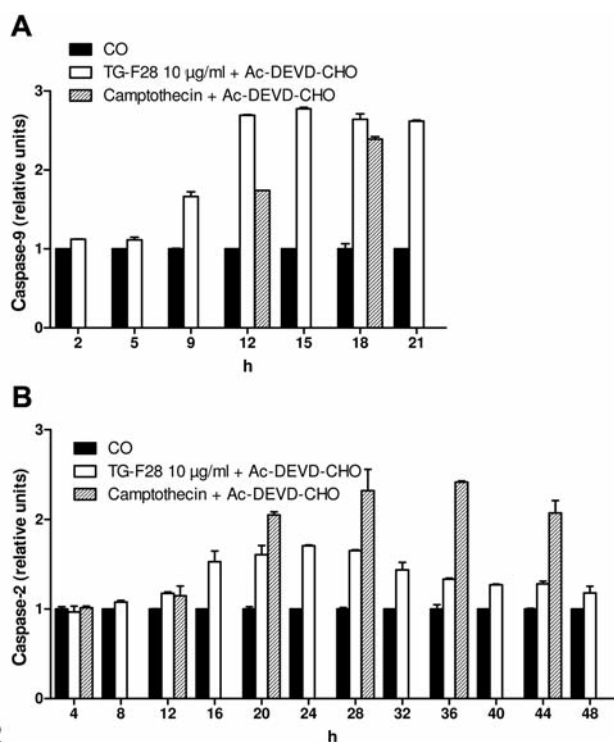 A
CO
TG-F28 10 µg/ml + Ac-DEVD-CHO
Camptothecin + Ac-DEVD-CHO
Caspase-9 (relative units)
3
2
1
0
2 5 9 12 15 18 21
h
B
CO
TG-F28 10 µg/ml + Ac-DEVD-CHO
Camptothecin + Ac-DEVD-CHO
Caspase-2 (relative units)
3
2
1
0
4 8 12 16 20 24 28 32 36 40 44 48
h